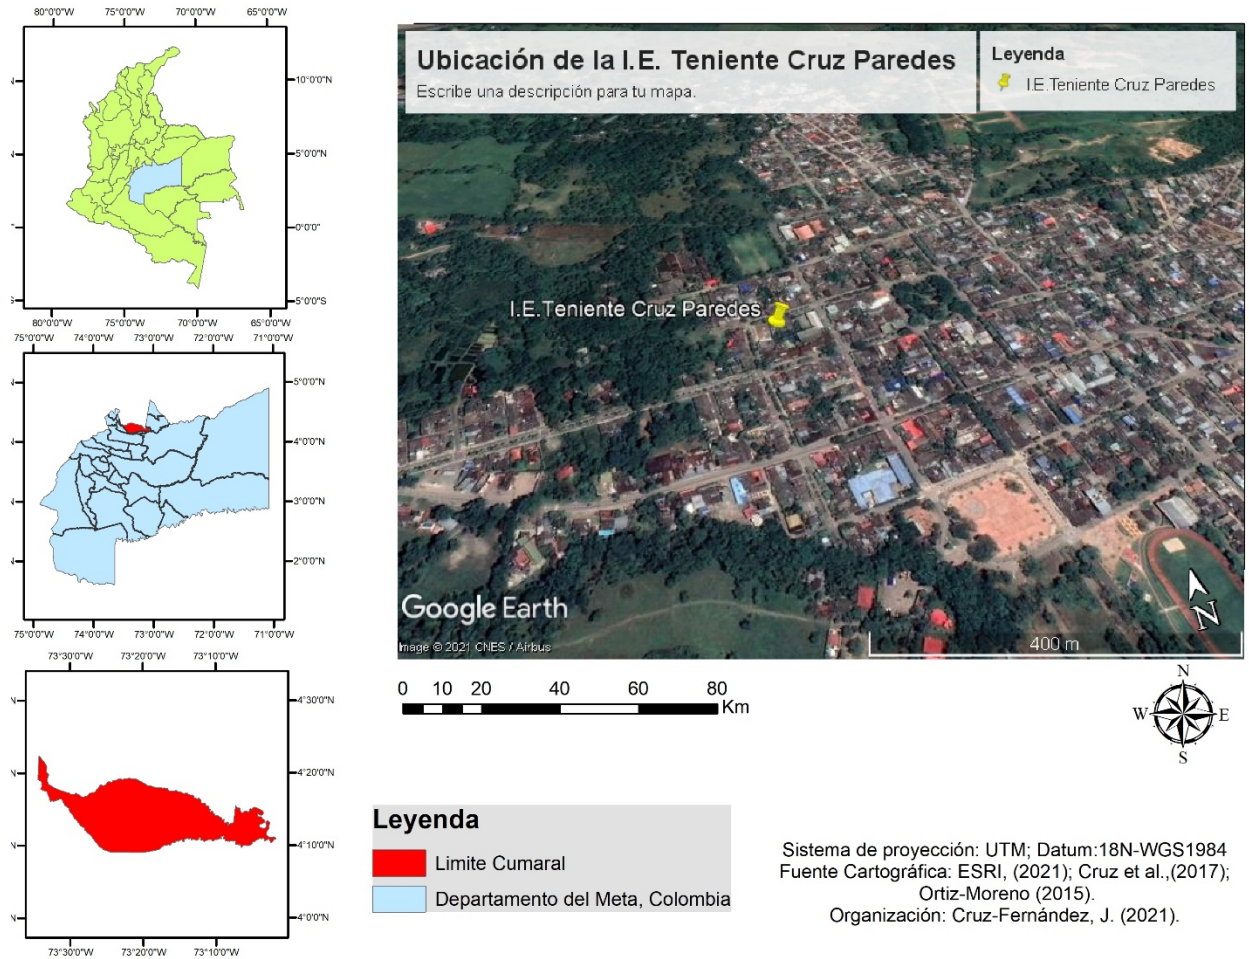 80°0'0"W 75°0'0"W 70°0'0"W 65°0'0"W
10°0'0"N
5°0'0"N
0°0'0"
5°0'0"S
80°0'0"W 75°0'0"W 70°0'0"W 65°0'0"W
75°0'0"W 74°0'0"W 73°0'0"W 72°0'0"W 71°0'0"W
5°0'0"N
4°0'0"N
3°0'0"N
2°0'0"N
75°0'0"W 74°0'0"W 73°0'0"W 72°0'0"W 71°0'0"W
73°30'0"W 73°20'0"W 73°10'0"W
4°30'0"N
4°20'0"N
4°10'0"N
4°0'0"N
73°30'0"W 73°20'0"W 73°10'0"W
Ubicación de la I.E. Teniente Cruz Paredes
Escribe una descripción para tu mapa.
Leyenda
I.E.Teniente Cruz Paredes
I.E.Teniente Cruz Paredes
Google Earth
Image © 2021 CNES / Airbus
400 m
N
0 10 20 40 60 80
Km
N
W E
S
Leyenda
Limite Cumaral
Departamento del Meta, Colombia
Sistema de proyección: UTM; Datum:18N-WGS1984
Fuente Cartográfica: ESRI, (2021); Cruz et al.,(2017);
Ortiz-Moreno (2015).
Organización: Cruz-Fernández, J. (2021).